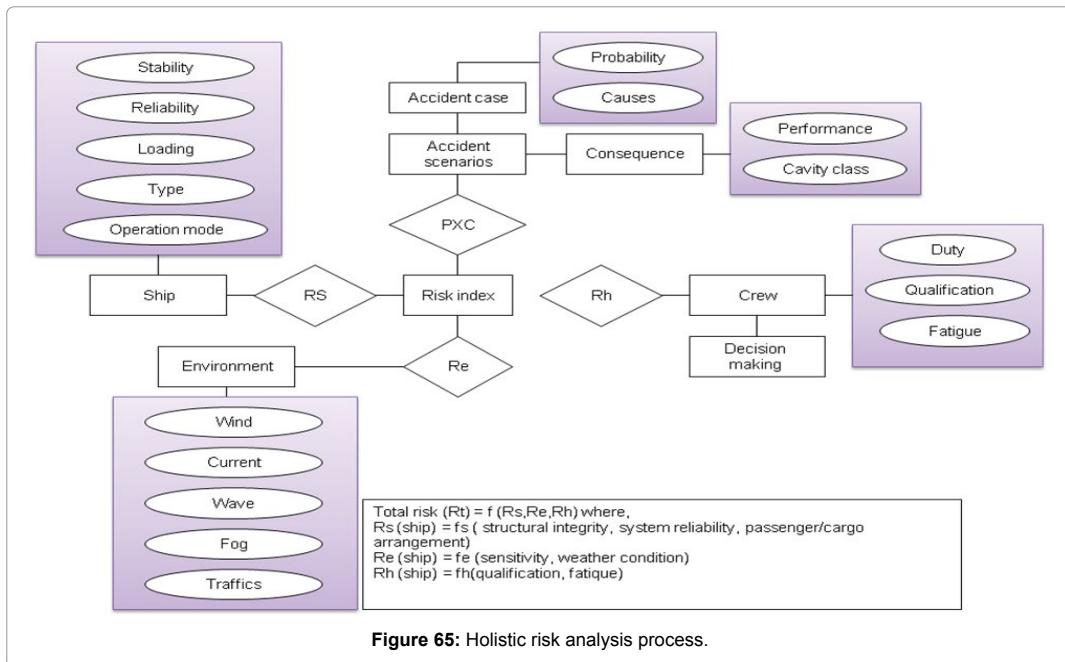 Stability
Reliability
Loading
Type
Operation mode
Probability
Causes
Accident case
Accident
scenarios
Consequence
Performance
Cavity class
PXC
Ship
RS
Risk index
Rh
Crew
Duty
Qualification
Fatigue
Decision
making
Environment
Re
Wind
Current
Wave
Fog
Traffics
Total risk (Rt) = f (Rs,Re,Rh) where,
Rs (ship) = fs ( structural integrity, system reliability, passenger/cargo
arrangement)
Re (ship) = fe (sensitivity, weather condition)
Rh (ship) = fh(qualification, fatique)
Figure 65: Holistic risk analysis process.